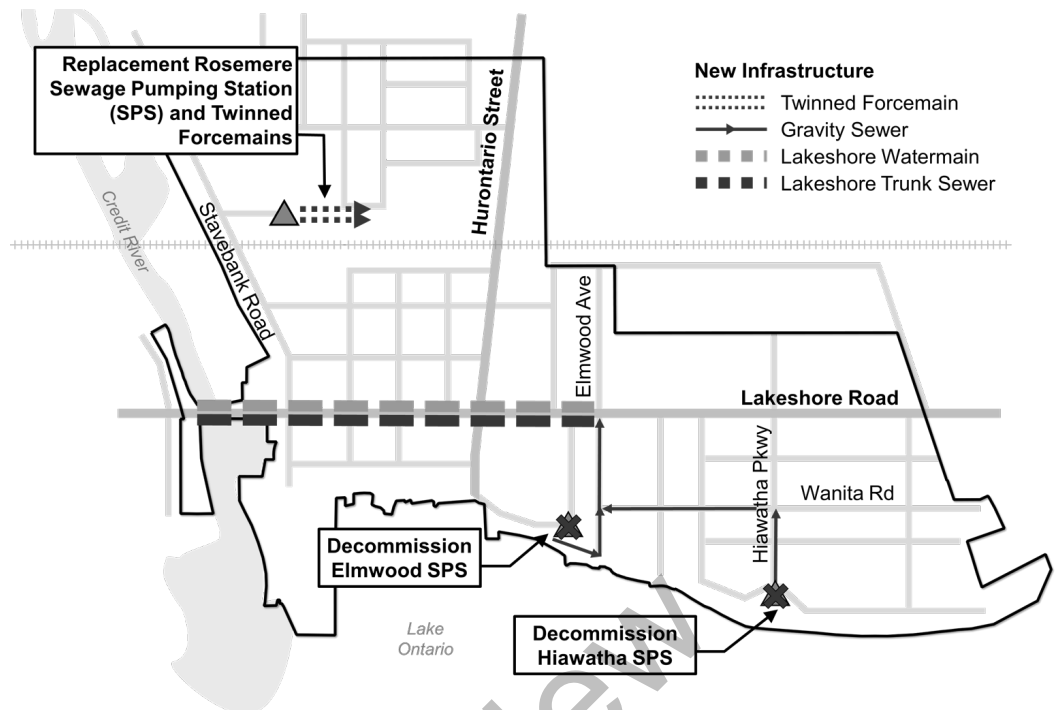 Replacement Rosemere
Sewage Pumping Station
(SPS) and Twinned
Forcemains
New Infrastructure
Twinned Forcemain
Gravity Sewer
Lakeshore Watermain
Lakeshore Trunk Sewer
Hurontario Street
Credit River
Stavebank Road
Elmwood Ave
Lakeshore Road
Hiawatha Pkwy
Wanita Rd
Decommission
Elmwood SPS
Decommission
Hiawatha SPS
Lake
Ontario